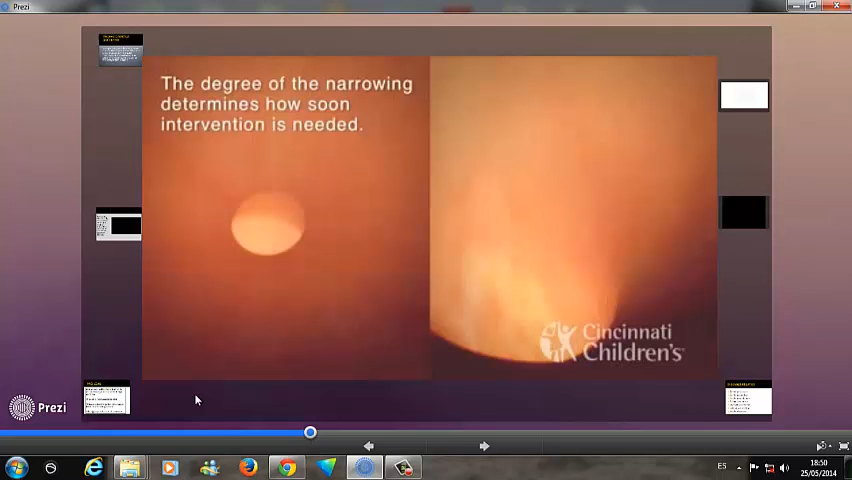 Prezi
The degree of the narrowing
determines how soon
intervention is needed.
Cincinnati
Children's
Prezi
ES
18:50
25/05/2014